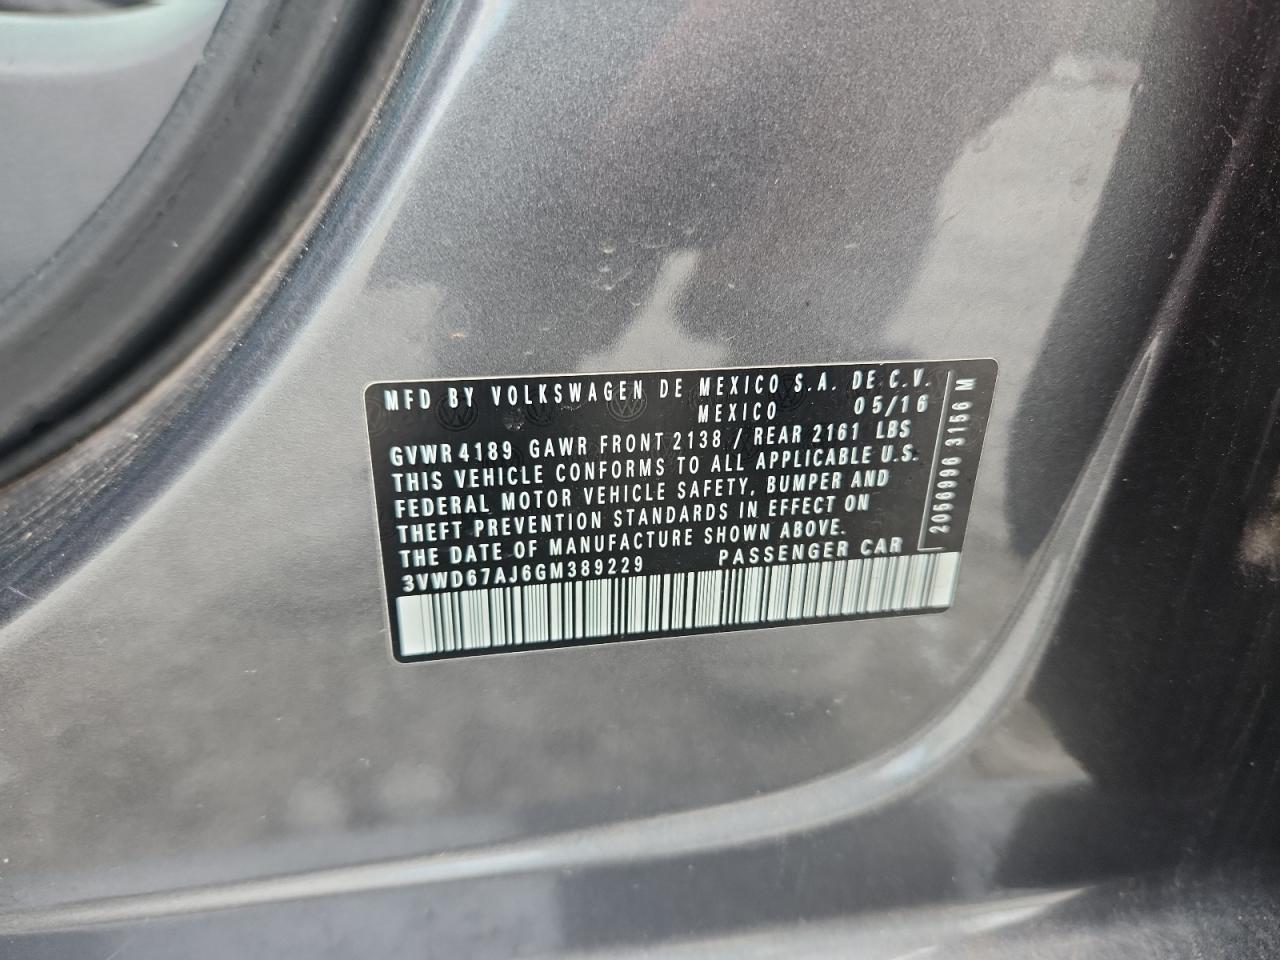 MFD BY VOLKSWAGEN DE MEXICO S.A. DE C.V.
MEXICO 05/16
GVWR 4189 GAWR FRONT 2138 / REAR 2161 LBS
THIS VEHICLE CONFORMS TO ALL APPLICABLE U.S.
FEDERAL MOTOR VEHICLE SAFETY, BUMPER AND
THEFT PREVENTION STANDARDS IN EFFECT ON
THE DATE OF MANUFACTURE SHOWN ABOVE.
3VWD67AJ6GM389229 PASSENGER CAR
2056996 3156 M